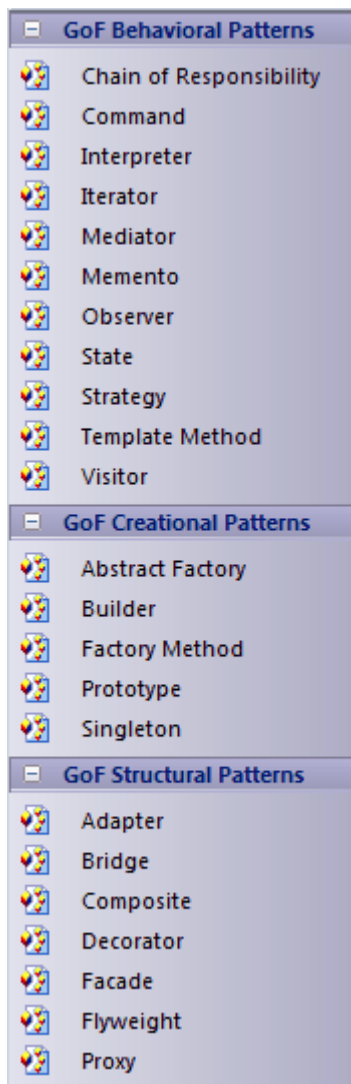 GoF Behavioral Patterns
Chain of Responsibility
Command
Interpreter
Iterator
Mediator
Memento
Observer
State
Strategy
Template Method
Visitor
GoF Creational Patterns
Abstract Factory
Builder
Factory Method
Prototype
Singleton
GoF Structural Patterns
Adapter
Bridge
Composite
Decorator
Facade
Flyweight
Proxy